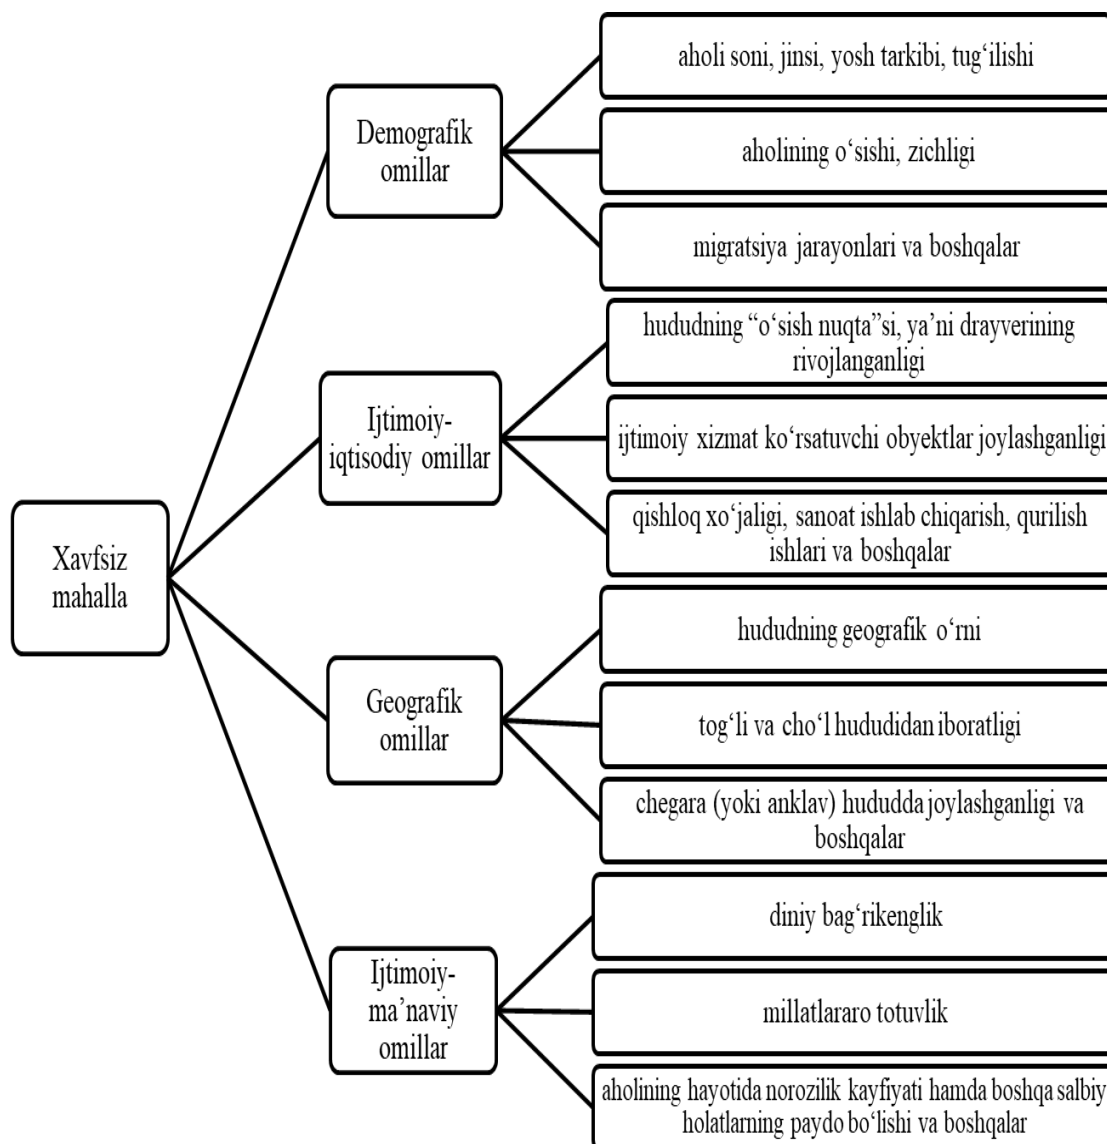 Xavfsiz
mahalla
Demografik
omillar
aholi soni, jinsi, yosh tarkibi, tug‘ilishi
aholining o‘sishi, zichligi
migratsiya jarayonlari va boshqalar
Ijtimoiy-
iqtisodiy omillar
hududning “o‘sish nuqta”si, ya’ni drayverining
rivojlanganligi
ijtimoiy xizmat ko‘rsatuvchi obyektlar joylashganligi
qishloq xo‘jaligi, sanoat ishlab chiqarish, qurilish
ishlari va boshqalar
Geografik
omillar
hududning geografik o‘rni
tog‘li va cho‘l hududidan iboratligi
chegara (yoki anklav) hududda joylashganligi va
boshqalar
Ijtimoiy-
ma’naviy
omillar
diniy bag‘rikenglik
millatlararo totuvlik
aholining hayotida norozilik kayfiyati hamda boshqa salbiy
holatlarning paydo bo‘lishi va boshqalar